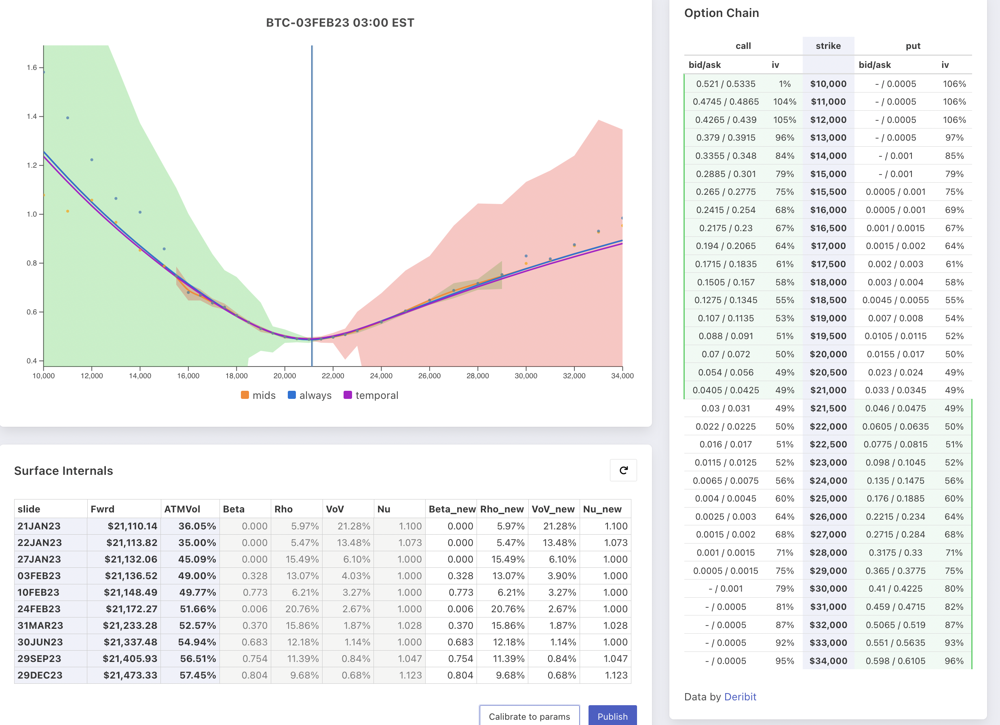 BTC-03FEB23 03:00 EST
1.6
1.4
1.2
1.0
0.8
0.6
0.4
10,000 12,000 14,000 16,000 18,000 20,000 22,000 24,000 26,000 28,000 30,000 32,000 34,000
mids always temporal
Surface Internals
slide Fwrd ATMVol Beta Rho VoV Nu Beta_new Rho_new VoV_new Nu_new
21JAN23 $21,110.14 36.05% 0.000 5.97% 21.28% 1.100 0.000 5.97% 21.28% 1.100
22JAN23 $21,113.82 35.00% 0.000 5.47% 13.48% 1.073 0.000 5.47% 13.48% 1.073
27JAN23 $21,132.06 45.09% 0.000 15.49% 6.10% 1.000 0.000 15.49% 6.10% 1.000
03FEB23 $21,136.52 49.00% 0.328 13.07% 4.03% 1.000 0.328 13.07% 3.90% 1.000
10FEB23 $21,148.49 49.77% 0.773 6.21% 3.27% 1.000 0.773 6.21% 3.27% 1.000
24FEB23 $21,172.27 51.66% 0.006 20.76% 2.67% 1.000 0.006 20.76% 2.67% 1.000
31MAR23 $21,233.28 52.57% 0.370 15.86% 1.87% 1.028 0.370 15.86% 1.87% 1.028
30JUN23 $21,337.48 54.94% 0.683 12.18% 1.14% 1.000 0.683 12.18% 1.14% 1.000
29SEP23 $21,405.93 56.51% 0.754 11.39% 0.84% 1.047 0.754 11.39% 0.84% 1.047
29DEC23 $21,473.33 57.45% 0.804 9.68% 0.68% 1.123 0.804 9.68% 0.68% 1.123
Calibrate to params Publish
Option Chain
call strike put
bid/ask iv bid/ask iv
0.521 / 0.5335 1% $10,000 - / 0.0005 106%
0.4745 / 0.4865 104% $11,000 - / 0.0005 106%
0.4265 / 0.439 105% $12,000 - / 0.0005 106%
0.379 / 0.3915 96% $13,000 - / 0.0005 97%
0.3355 / 0.348 84% $14,000 - / 0.001 85%
0.2885 / 0.301 79% $15,000 - / 0.001 79%
0.265 / 0.2775 75% $15,500 0.0005 / 0.001 75%
0.2415 / 0.254 68% $16,000 0.0005 / 0.001 69%
0.2175 / 0.23 67% $16,500 0.001 / 0.0015 67%
0.194 / 0.2065 64% $17,000 0.0015 / 0.002 64%
0.1715 / 0.1835 61% $17,500 0.002 / 0.003 61%
0.1505 / 0.157 58% $18,000 0.003 / 0.004 58%
0.1275 / 0.1345 55% $18,500 0.0045 / 0.0055 55%
0.107 / 0.1135 53% $19,000 0.007 / 0.008 54%
0.088 / 0.091 51% $19,500 0.0105 / 0.0115 52%
0.07 / 0.072 50% $20,000 0.0155 / 0.017 50%
0.054 / 0.056 49% $20,500 0.023 / 0.024 49%
0.0405 / 0.0425 49% $21,000 0.033 / 0.0345 49%
0.03 / 0.031 49% $21,500 0.046 / 0.0475 49%
0.022 / 0.0225 50% $22,000 0.0605 / 0.0635 50%
0.016 / 0.017 51% $22,500 0.0775 / 0.0815 51%
0.0115 / 0.0125 52% $23,000 0.098 / 0.1045 52%
0.0065 / 0.0075 56% $24,000 0.135 / 0.1475 56%
0.004 / 0.0045 60% $25,000 0.176 / 0.1885 60%
0.0025 / 0.003 64% $26,000 0.2215 / 0.234 64%
0.0015 / 0.002 68% $27,000 0.2715 / 0.284 68%
0.001 / 0.0015 71% $28,000 0.3175 / 0.33 71%
0.0005 / 0.0015 75% $29,000 0.365 / 0.3775 75%
- / 0.001 79% $30,000 0.41 / 0.4225 80%
- / 0.0005 81% $31,000 0.459 / 0.4715 82%
- / 0.0005 87% $32,000 0.5065 / 0.519 87%
- / 0.0005 92% $33,000 0.551 / 0.5635 93%
- / 0.0005 95% $34,000 0.598 / 0.6105 96%
Data by Deribit